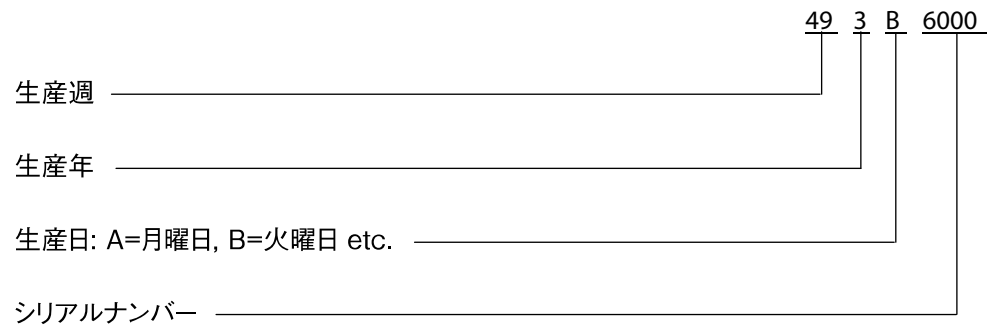 49 3 B 6000
生産週
生産年
生産日: A=月曜日, B=火曜日 etc.
シリアルナンバー